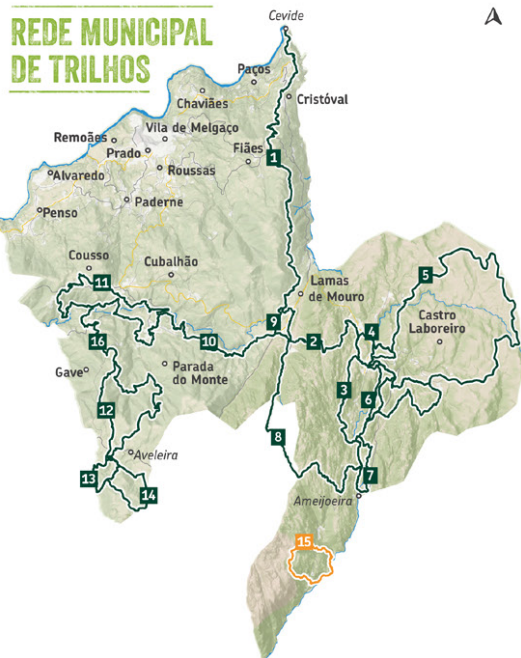 REDE MUNICIPAL
DE TRILHOS
Cevide
Paços
Cristóval
Chaviães
Vila de Melgaço
Remoães
Prado
Fiães
1
Roussas
Alvaredo
Paderne
Penso
Cousso
Cubalhão
11
Lamas
de Mouro
5
Castro
Laboreiro
9
4
10
2
16
Gave
Parada
do Monte
3
6
12
8
Aveleira
13
14
7
Ameijoeira
15